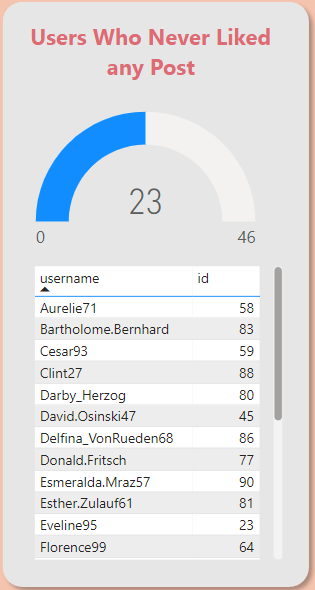 Users Who Never Liked
any Post
23
0 46
username id
Aurelie71 58
Bartholome.Bernhard 83
Cesar93 59
Clint27 88
Darby_Herzog 80
David.Osinski47 45
Delfina_VonRueden68 86
Donald.Fritsch 77
Esmeralda.Mraz57 90
Esther.Zulauf61 81
Eveline95 23
Florence99 64